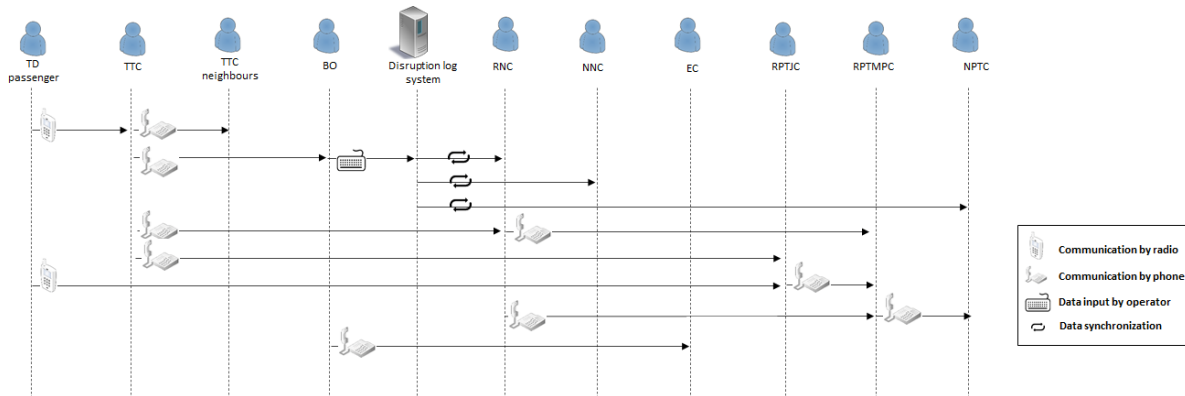 TD
passenger
TTC
TTC
neighbours
BO
Disruption log
system
RNC
NNC
EC
RPTJC
RPTMPC
NPTC
Communication by radio
Communication by phone
Data input by operator
Data synchronization